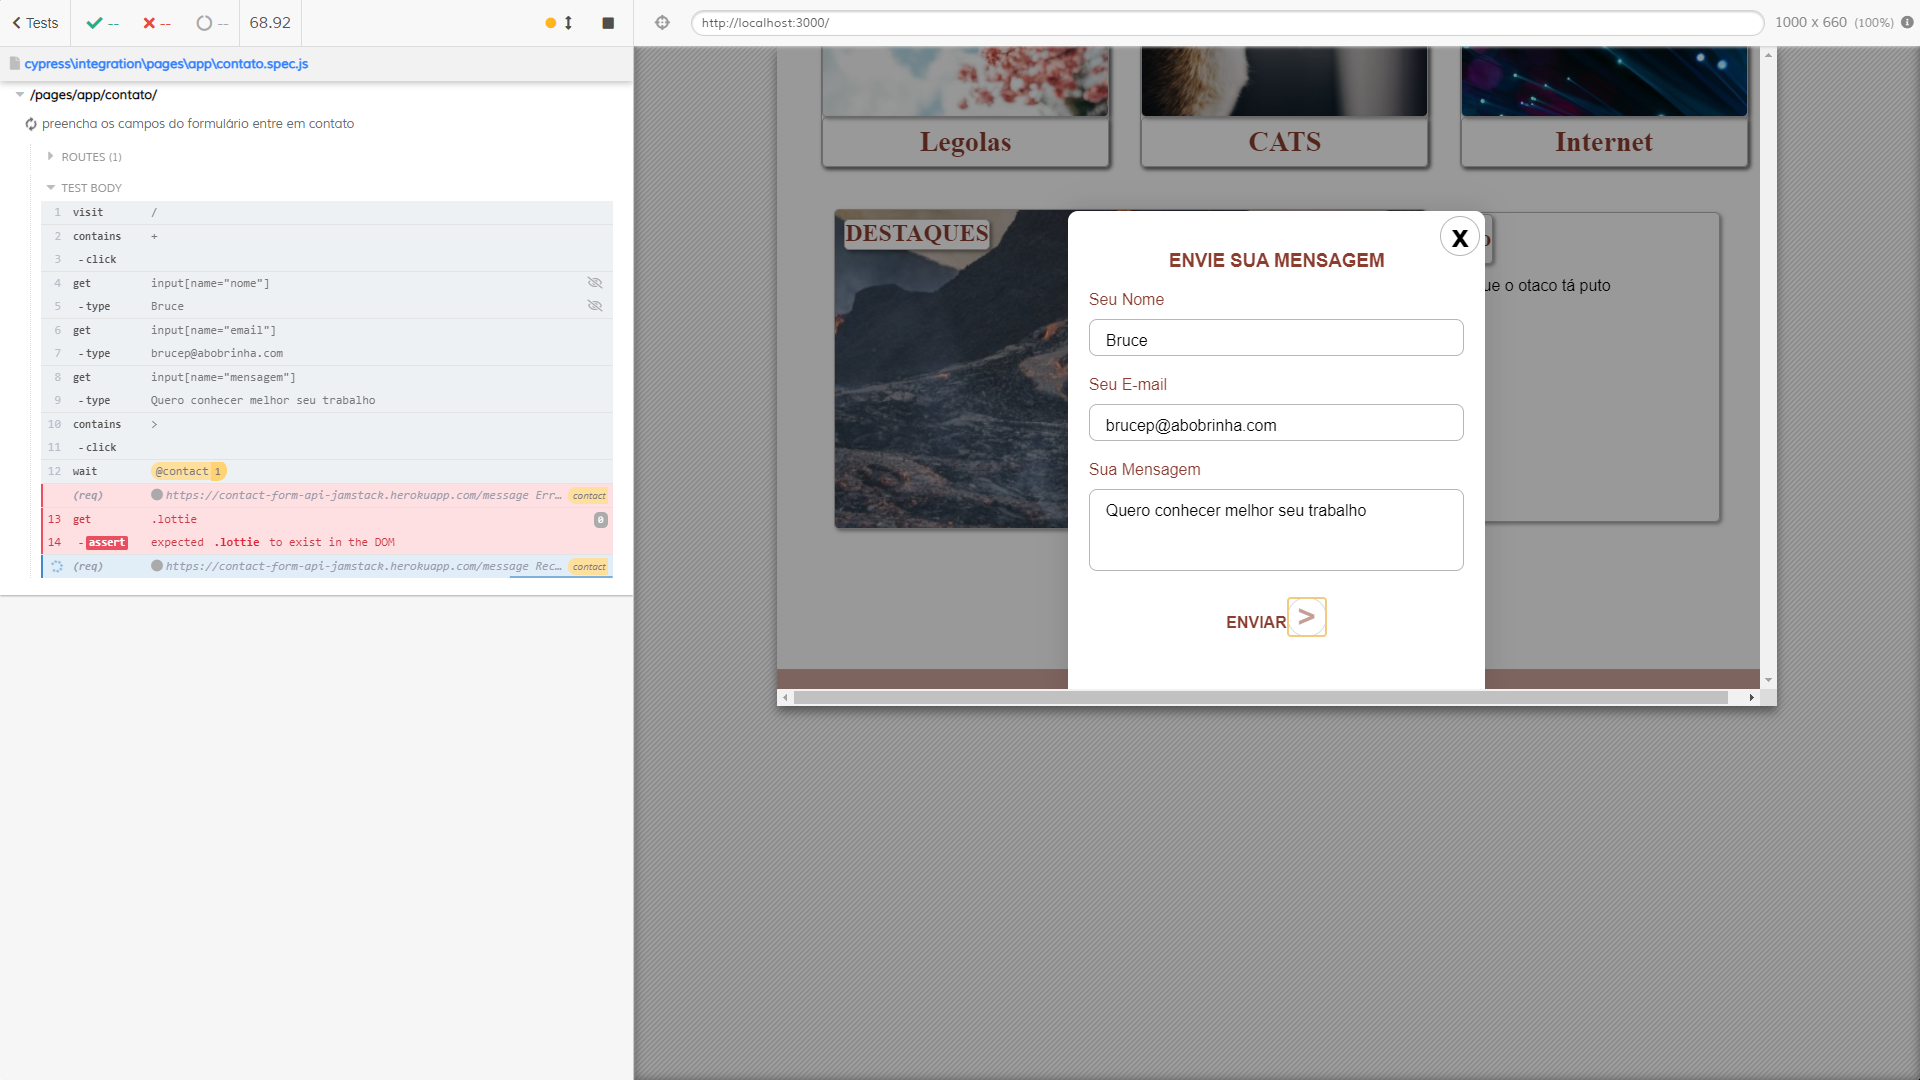 Tests -- -- -- 68.92
http://localhost:3000/ 1000 x 660 (100%)
cypress\integration\pages\app\contato.spec.js
/pages/app/contato/
preencha os campos do formulário entre em contato
ROUTES (1)
TEST BODY
1 visit /
2 contains +
3 - click
4 get input[name="nome"]
5 - type Bruce
6 get input[name="email"]
7 - type brucep@abobrinha.com
8 get input[name="mensagem"]
9 - type Quero conhecer melhor seu trabalho
10 contains >
11 - click
12 wait @contact 1
(req) https://contact-form-api-jamstack.herokuapp.com/message Err... contact
13 get .lottie 0
14 - assert expected .lottie to exist in the DOM
(req) https://contact-form-api-jamstack.herokuapp.com/message Rec... contact
Legolas
CATS
Internet
DESTAQUES
ue o otaco tá puto
X
ENVIE SUA MENSAGEM
Seu Nome
Bruce
Seu E-mail
brucep@abobrinha.com
Sua Mensagem
Quero conhecer melhor seu trabalho
ENVIAR >